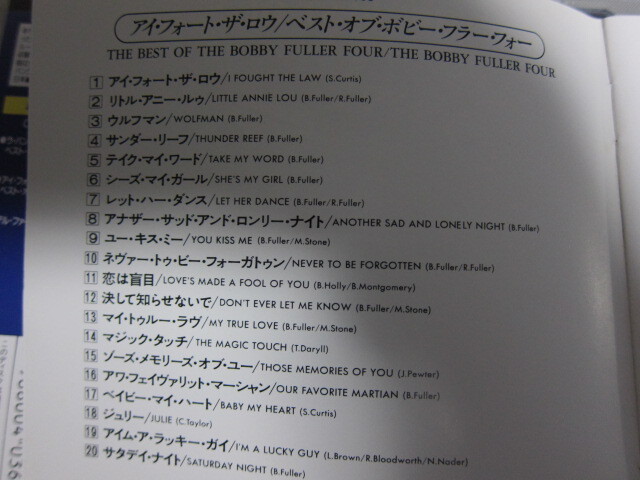 アイ・フォート・ザ・ロウ/ベスト・オブ・ボビー・フラー・フォー
THE BEST OF THE BOBBY FULLER FOUR/THE BOBBY FULLER FOUR
1 アイ・フォート・ザ・ロウ/I FOUGHT THE LAW (S.Curtis)
2 リトル・アニー・ルゥ/LITTLE ANNIE LOU (B.Fuller/R.Fuller)
3 ウルフマン/WOLFMAN (B.Fuller)
4 サンダー・リーフ/THUNDER REEF (B.Fuller)
5 テイク・マイ・ワード/TAKE MY WORD (B.Fuller)
6 シーズ・マイ・ガール/SHE'S MY GIRL (B.Fuller)
7 レット・ハー・ダンス/LET HER DANCE (B.Fuller/R.Fuller)
8 アナザー・サッド・アンド・ロンリー・ナイト/ANOTHER SAD AND LONELY NIGHT (B.Fuller)
9 ユー・キス・ミー/YOU KISS ME (B.Fuller/M.Stone)
10 ネヴァー・トゥ・ビー・フォーガトゥン/NEVER TO BE FORGOTTEN (B.Fuller/R.Fuller)
11 恋は盲目/LOVE'S MADE A FOOL OF YOU (B.Holly/B.Montgomery)
12 決して知らせないで/DON'T EVER LET ME KNOW (B.Fuller/M.Stone)
13 マイ・トゥルー・ラヴ/MY TRUE LOVE (B.Fuller/M.Stone)
14 マジック・タッチ/THE MAGIC TOUCH (T.Daryll)
15 ゾーズ・メモリーズ・オブ・ユー/THOSE MEMORIES OF YOU (J.Pewter)
16 アワ・フェイヴァリット・マーシャン/OUR FAVORITE MARTIAN (B.Fuller)
17 ベイビー・マイ・ハート/BABY MY HEART (S.Curtis)
18 ジュリー/JULIE (C.Taylor)
19 アイム・ア・ラッキー・ガイ/I'M A LUCKY GUY (L.Brown/R.Bloodworth/N.Nader)
20 サタデイ・ナイト/SATURDAY NIGHT (B.Fuller)